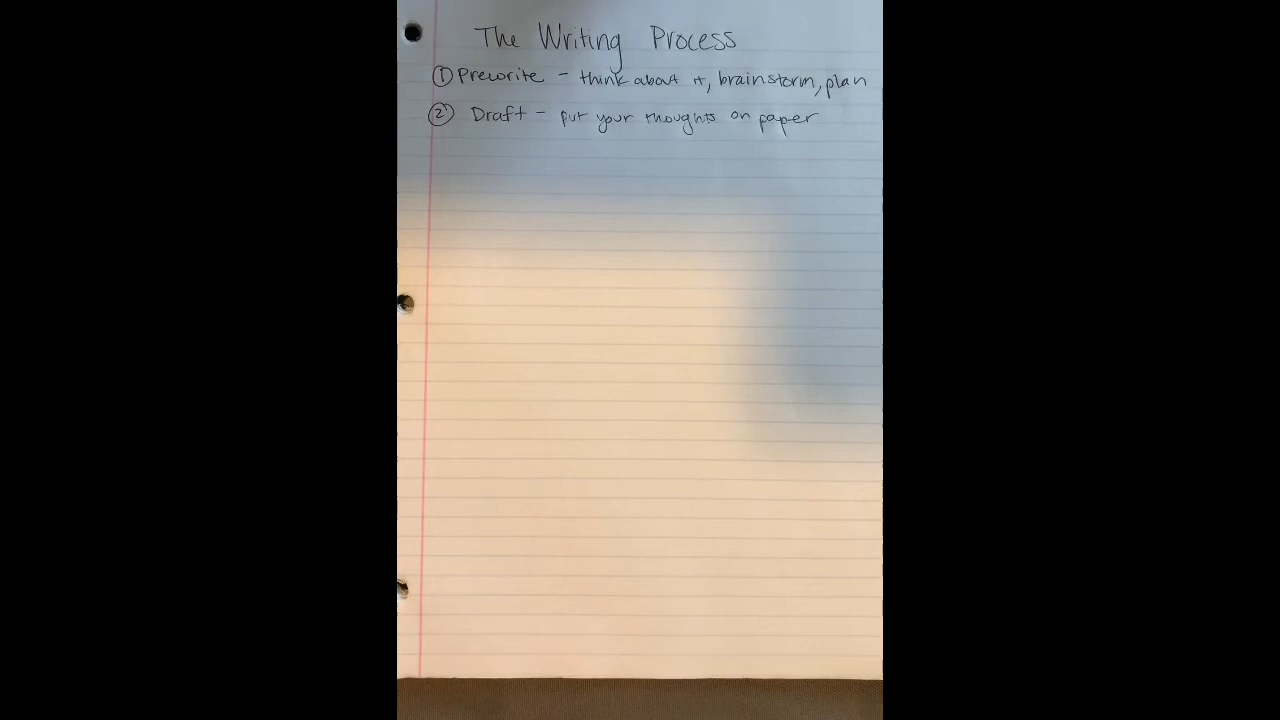 The Writing Process
① Prewrite - think about it, brainstorm, plan
② Draft - put your thoughts on paper